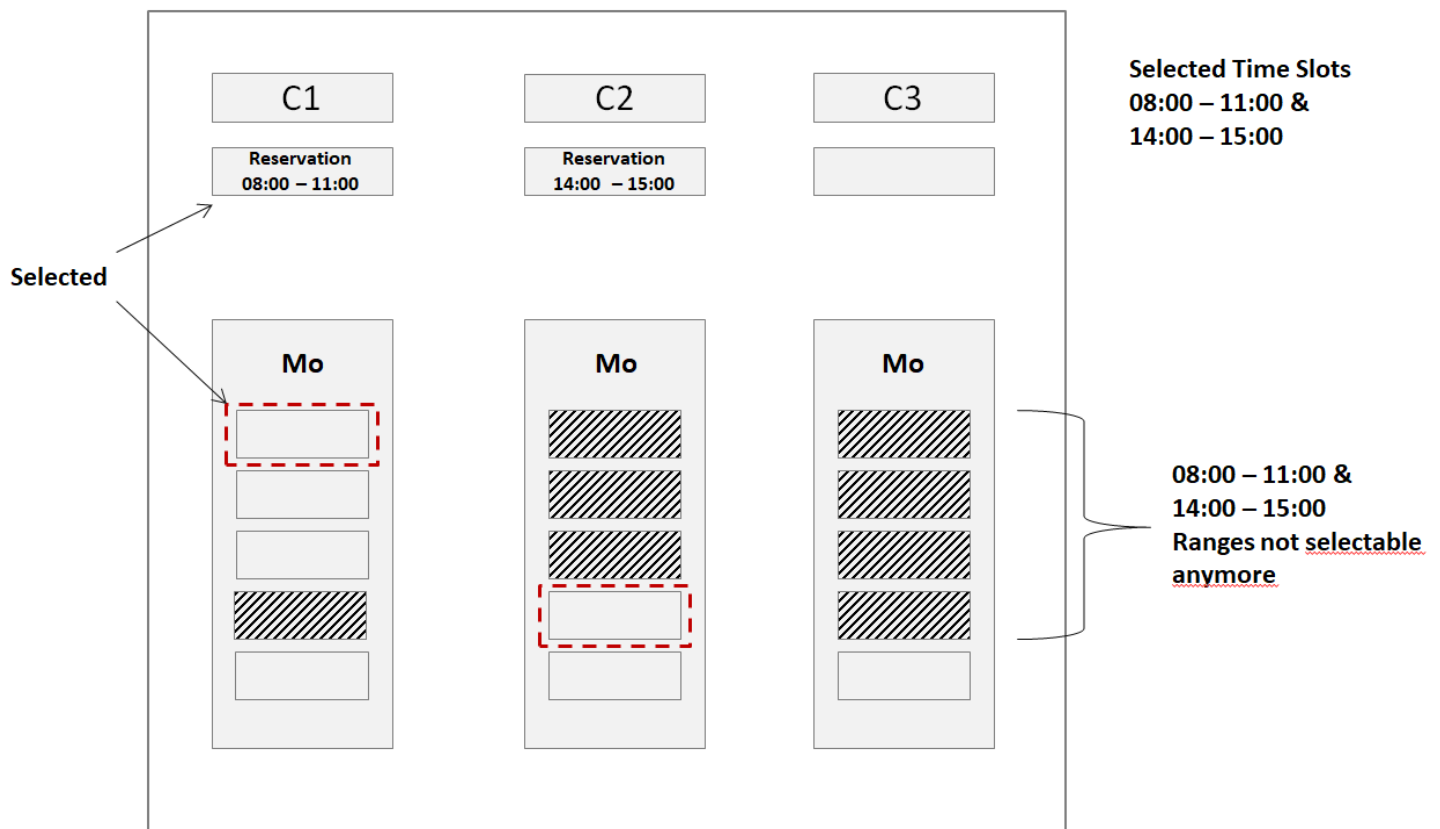 C1
C2
C3
Selected Time Slots
08:00 – 11:00 &
14:00 – 15:00
Reservation
08:00 – 11:00
Reservation
14:00 – 15:00
Selected
Mo
Mo
Mo
08:00 – 11:00 &
14:00 – 15:00
Ranges not selectable
anymore